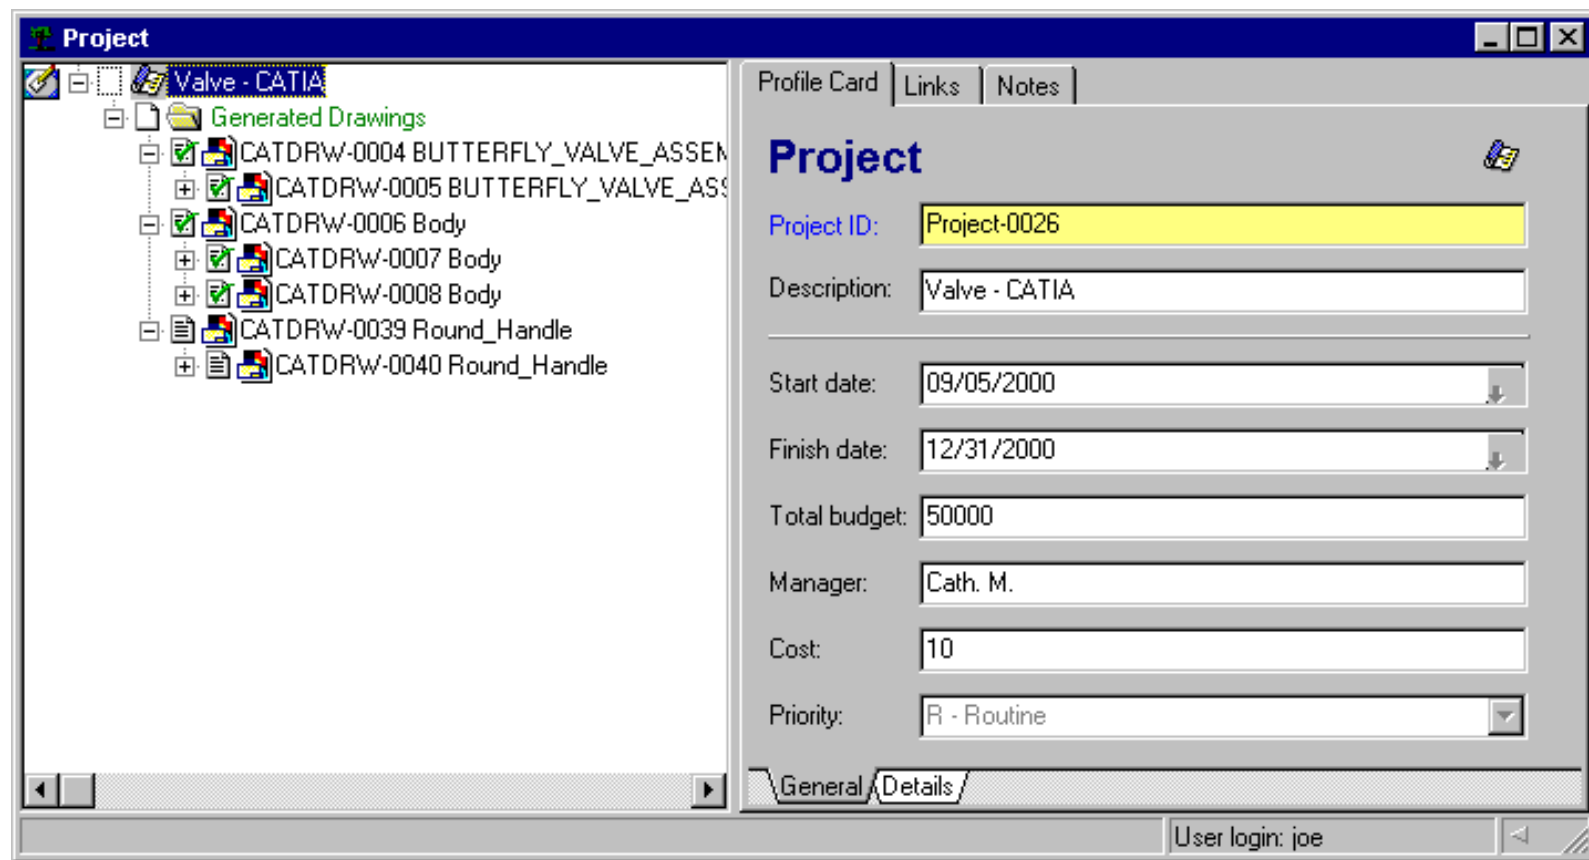 Project
Valve - CATIA
Generated Drawings
CATDRW-0004 BUTTERFLY_VALVE_ASSEM
CATDRW-0005 BUTTERFLY_VALVE_ASS
CATDRW-0006 Body
CATDRW-0007 Body
CATDRW-0008 Body
CATDRW-0039 Round_Handle
CATDRW-0040 Round_Handle
Profile Card Links Notes
Project
Project ID: Project-0026
Description: Valve - CATIA
Start date: 09/05/2000
Finish date: 12/31/2000
Total budget: 50000
Manager: Cath. M.
Cost: 10
Priority: R - Routine
General Details
User login: joe